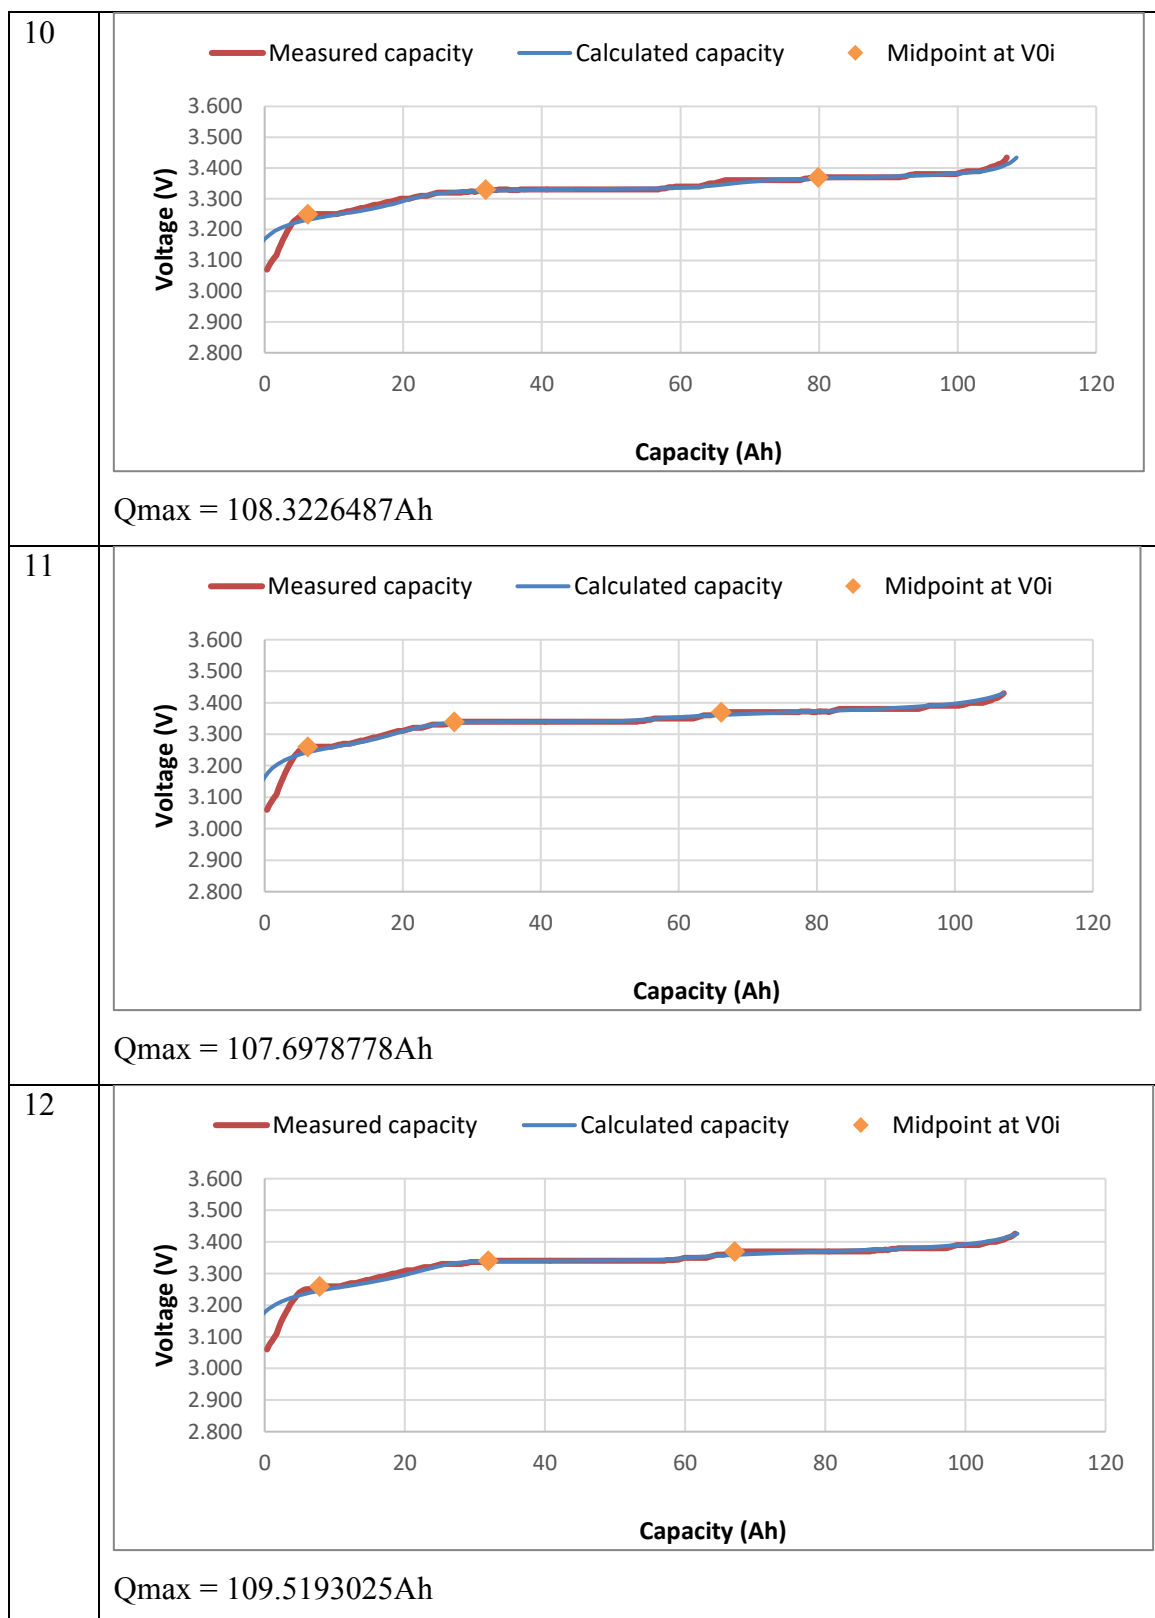 10
Measured capacity Calculated capacity Midpoint at V0i
3.600
3.500
3.400
3.300
3.200
3.100
3.000
2.900
2.800
Voltage (V)
0 20 40 60 80 100 120
Capacity (Ah)
Qmax = 108.3226487Ah
11
Measured capacity Calculated capacity Midpoint at V0i
3.600
3.500
3.400
3.300
3.200
3.100
3.000
2.900
2.800
Voltage (V)
0 20 40 60 80 100 120
Capacity (Ah)
Qmax = 107.6978778Ah
12
Measured capacity Calculated capacity Midpoint at V0i
3.600
3.500
3.400
3.300
3.200
3.100
3.000
2.900
2.800
Voltage (V)
0 20 40 60 80 100 120
Capacity (Ah)
Qmax = 109.5193025Ah